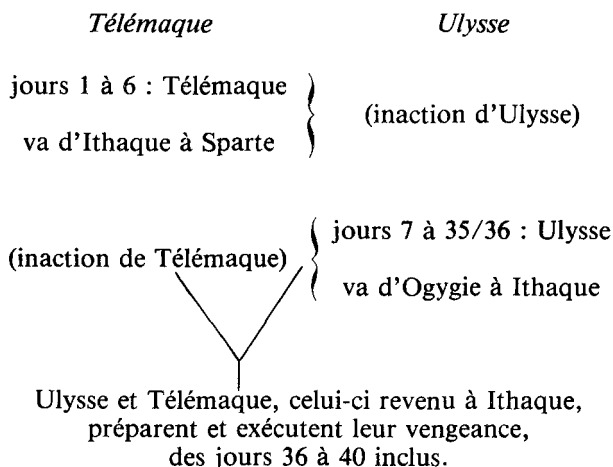 Télémaque
Ulysse
jours 1 à 6 : Télémaque
va d'Ithaque à Sparte
(inaction d'Ulysse)
(inaction de Télémaque)
jours 7 à 35/36 : Ulysse
va d'Ogygie à Ithaque
Ulysse et Télémaque, celui-ci revenu à Ithaque,
préparent et exécutent leur vengeance,
des jours 36 à 40 inclus.